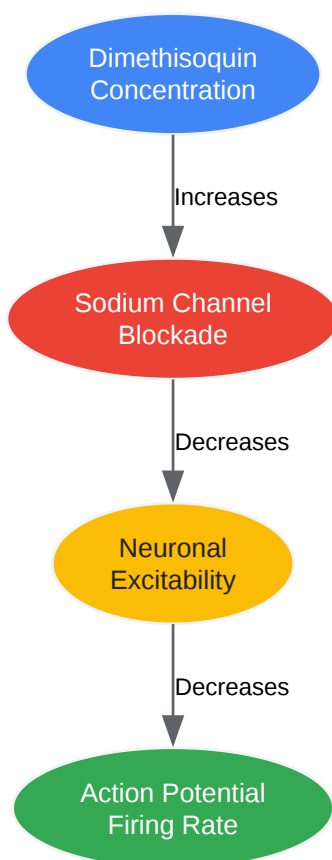 Dimethisoquin
Concentration
Increases
Sodium Channel
Blockade
Decreases
Neuronal
Excitability
Decreases
Action Potential
Firing Rate